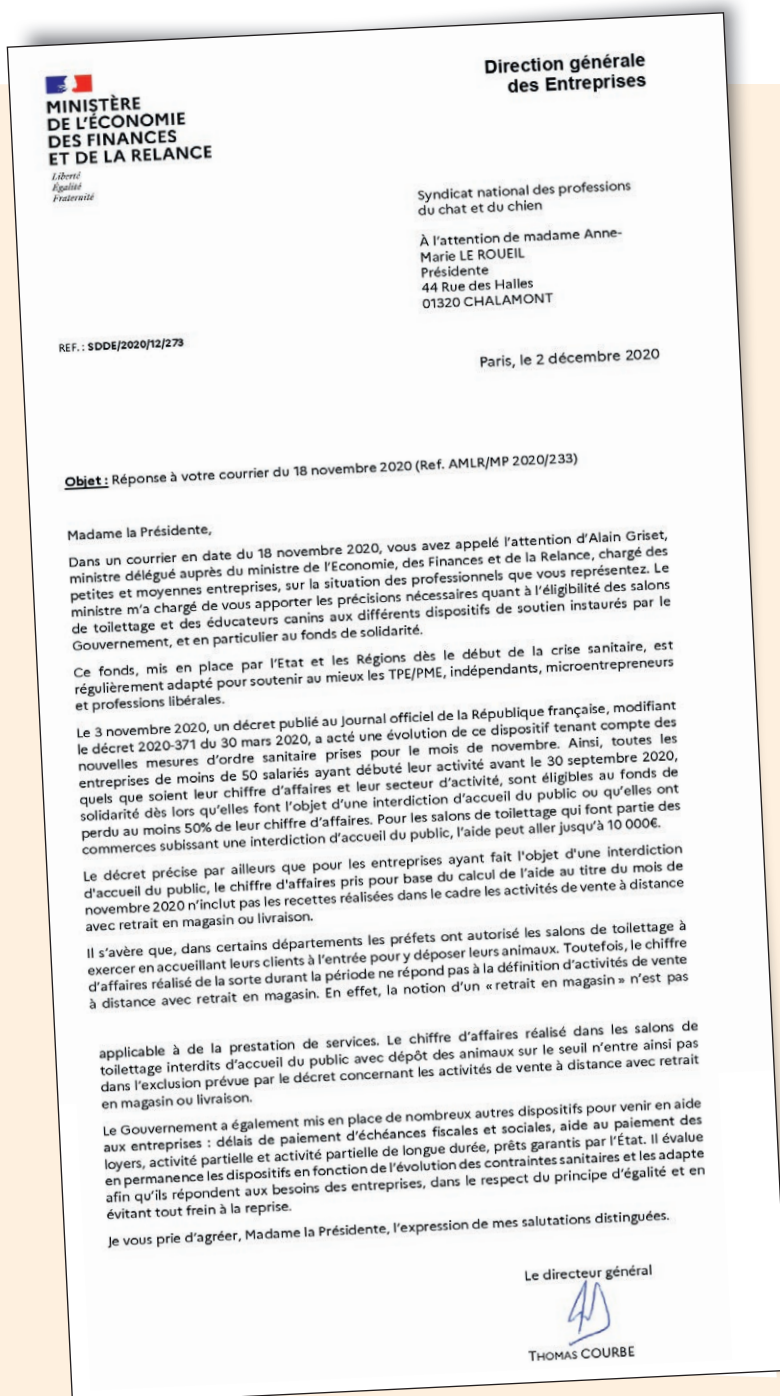 MINISTÈRE
DE L'ÉCONOMIE
DES FINANCES
ET DE LA RELANCE
Liberté
Égalité
Fraternité
Direction générale
des Entreprises
Syndicat national des professions
du chat et du chien
À l'attention de madame Anne-
Marie LE ROUEIL
Présidente
44 Rue des Halles
01320 CHALAMONT
REF. : SDDE/2020/12/273
Paris, le 2 décembre 2020
Objet : Réponse à votre courrier du 18 novembre 2020 (Ref. AMLR/MP 2020/233)
Madame la Présidente,
Dans un courrier en date du 18 novembre 2020, vous avez appelé l'attention d'Alain Griset,
ministre délégué auprès du ministre de l'Economie, des Finances et de la Relance, chargé des
petites et moyennes entreprises, sur la situation des professionnels que vous représentez. Le
ministre m'a chargé de vous apporter les précisions nécessaires quant à l'éligibilité des salons
de toilettage et des éducateurs canins aux différents dispositifs de soutien instaurés par le
Gouvernement, et en particulier au fonds de solidarité.
Ce fonds, mis en place par l'Etat et les Régions dès le début de la crise sanitaire, est
régulièrement adapté pour soutenir au mieux les TPE/PME, indépendants, microentrepreneurs
et professions libérales.
Le 3 novembre 2020, un décret publié au Journal officiel de la République française, modifiant
le décret 2020-371 du 30 mars 2020, a acté une évolution de ce dispositif tenant compte des
nouvelles mesures d'ordre sanitaire prises pour le mois de novembre. Ainsi, toutes les
entreprises de moins de 50 salariés ayant débuté leur activité avant le 30 septembre 2020,
quels que soient leur chiffre d'affaires et leur secteur d'activité, sont éligibles au fonds de
solidarité dès lors qu'elles font l'objet d'une interdiction d'accueil du public ou qu'elles ont
perdu au moins 50% de leur chiffre d'affaires. Pour les salons de toilettage qui font partie des
commerces subissant une interdiction d'accueil du public, l'aide peut aller jusqu'à 10 000€.
Le décret précise par ailleurs que pour les entreprises ayant fait l'objet d'une interdiction
d'accueil du public, le chiffre d'affaires pris pour base du calcul de l'aide au titre du mois de
novembre 2020 n'inclut pas les recettes réalisées dans le cadre les activités de vente à distance
avec retrait en magasin ou livraison.
Il s'avère que, dans certains départements les préfets ont autorisé les salons de toilettage à
exercer en accueillant leurs clients à l'entrée pour y déposer leurs animaux. Toutefois, le chiffre
d'affaires réalisé de la sorte durant la période ne répond pas à la définition d'activités de vente
à distance avec retrait en magasin. En effet, la notion d'un « retrait en magasin » n'est pas
applicable à de la prestation de services. Le chiffre d'affaires réalisé dans les salons de
toilettage interdits d'accueil du public avec dépôt des animaux sur le seuil n'entre ainsi pas
dans l'exclusion prévue par le décret concernant les activités de vente à distance avec retrait
en magasin ou livraison.
Le Gouvernement a également mis en place de nombreux autres dispositifs pour venir en aide
aux entreprises : délais de paiement d'échéances fiscales et sociales, aide au paiement des
loyers, activité partielle et activité partielle de longue durée, prêts garantis par l'État. Il évalue
en permanence les dispositifs en fonction de l'évolution des contraintes sanitaires et les adapte
afin qu'ils répondent aux besoins des entreprises, dans le respect du principe d'égalité et en
évitant tout frein à la reprise.
Je vous prie d'agréer, Madame la Présidente, l'expression de mes salutations distinguées.
Le directeur général
THOMAS COURBE